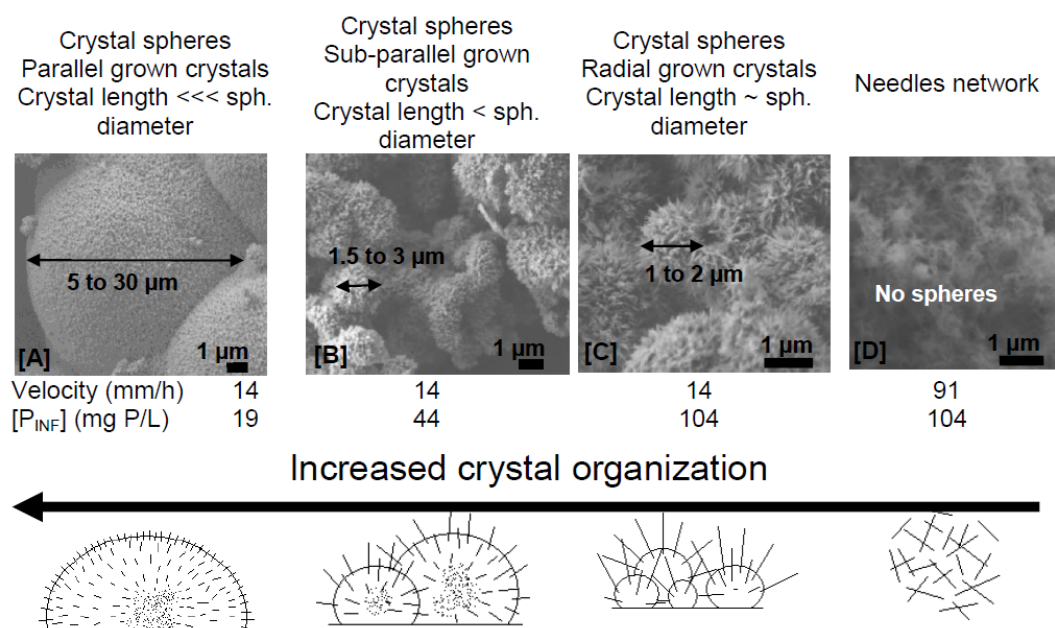 Crystal spheres
Parallel grown crystals
Crystal length <<< sph.
diameter
Crystal spheres
Sub-parallel grown
crystals
Crystal length < sph.
diameter
Crystal spheres
Radial grown crystals
Crystal length ~ sph.
diameter
Needles network
5 to 30 µm
[A]
1 µm
1.5 to 3 µm
[B]
1 µm
1 to 2 µm
[C]
1 µm
No spheres
[D]
1 µm
Velocity (mm/h) 14 14 14 91
[PINF] (mg P/L) 19 44 104 104
Increased crystal organization